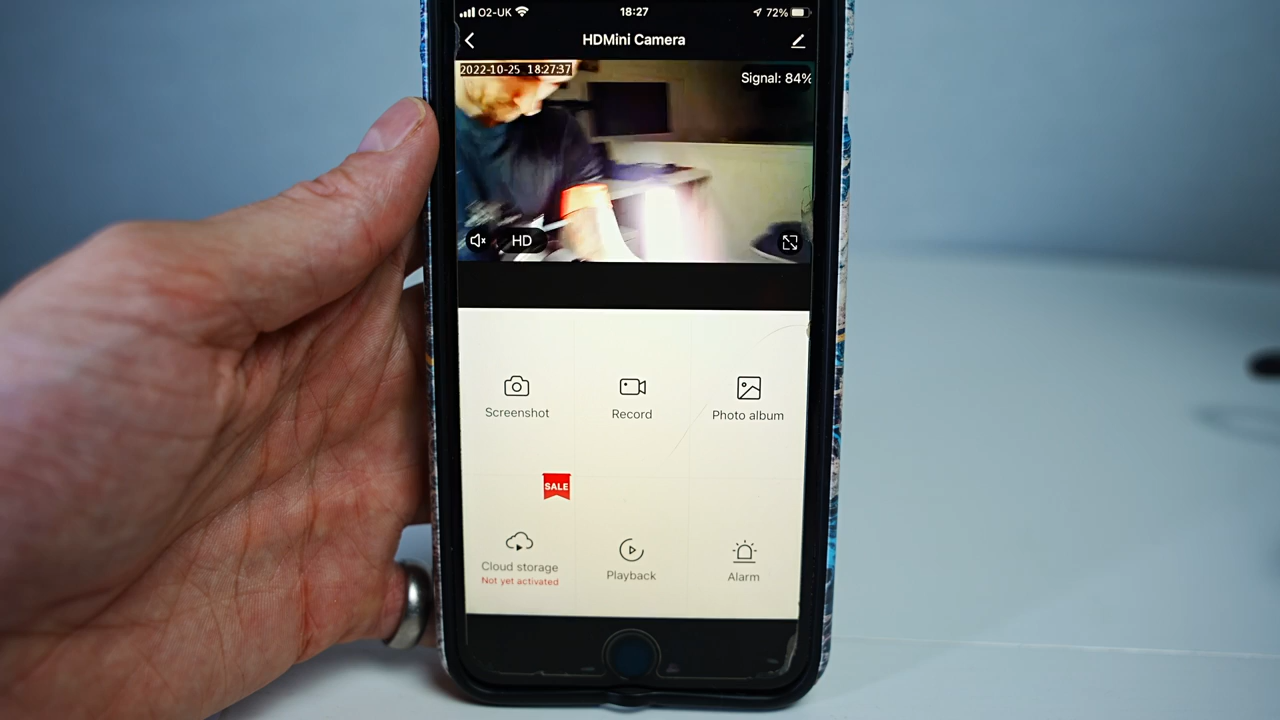 O2-UK 18:27 72%
HDMini Camera
2022-10-25 18:27:37
Signal: 84%
HD
Screenshot Record Photo album
SALE
Cloud storage Playback Alarm
Not yet activated